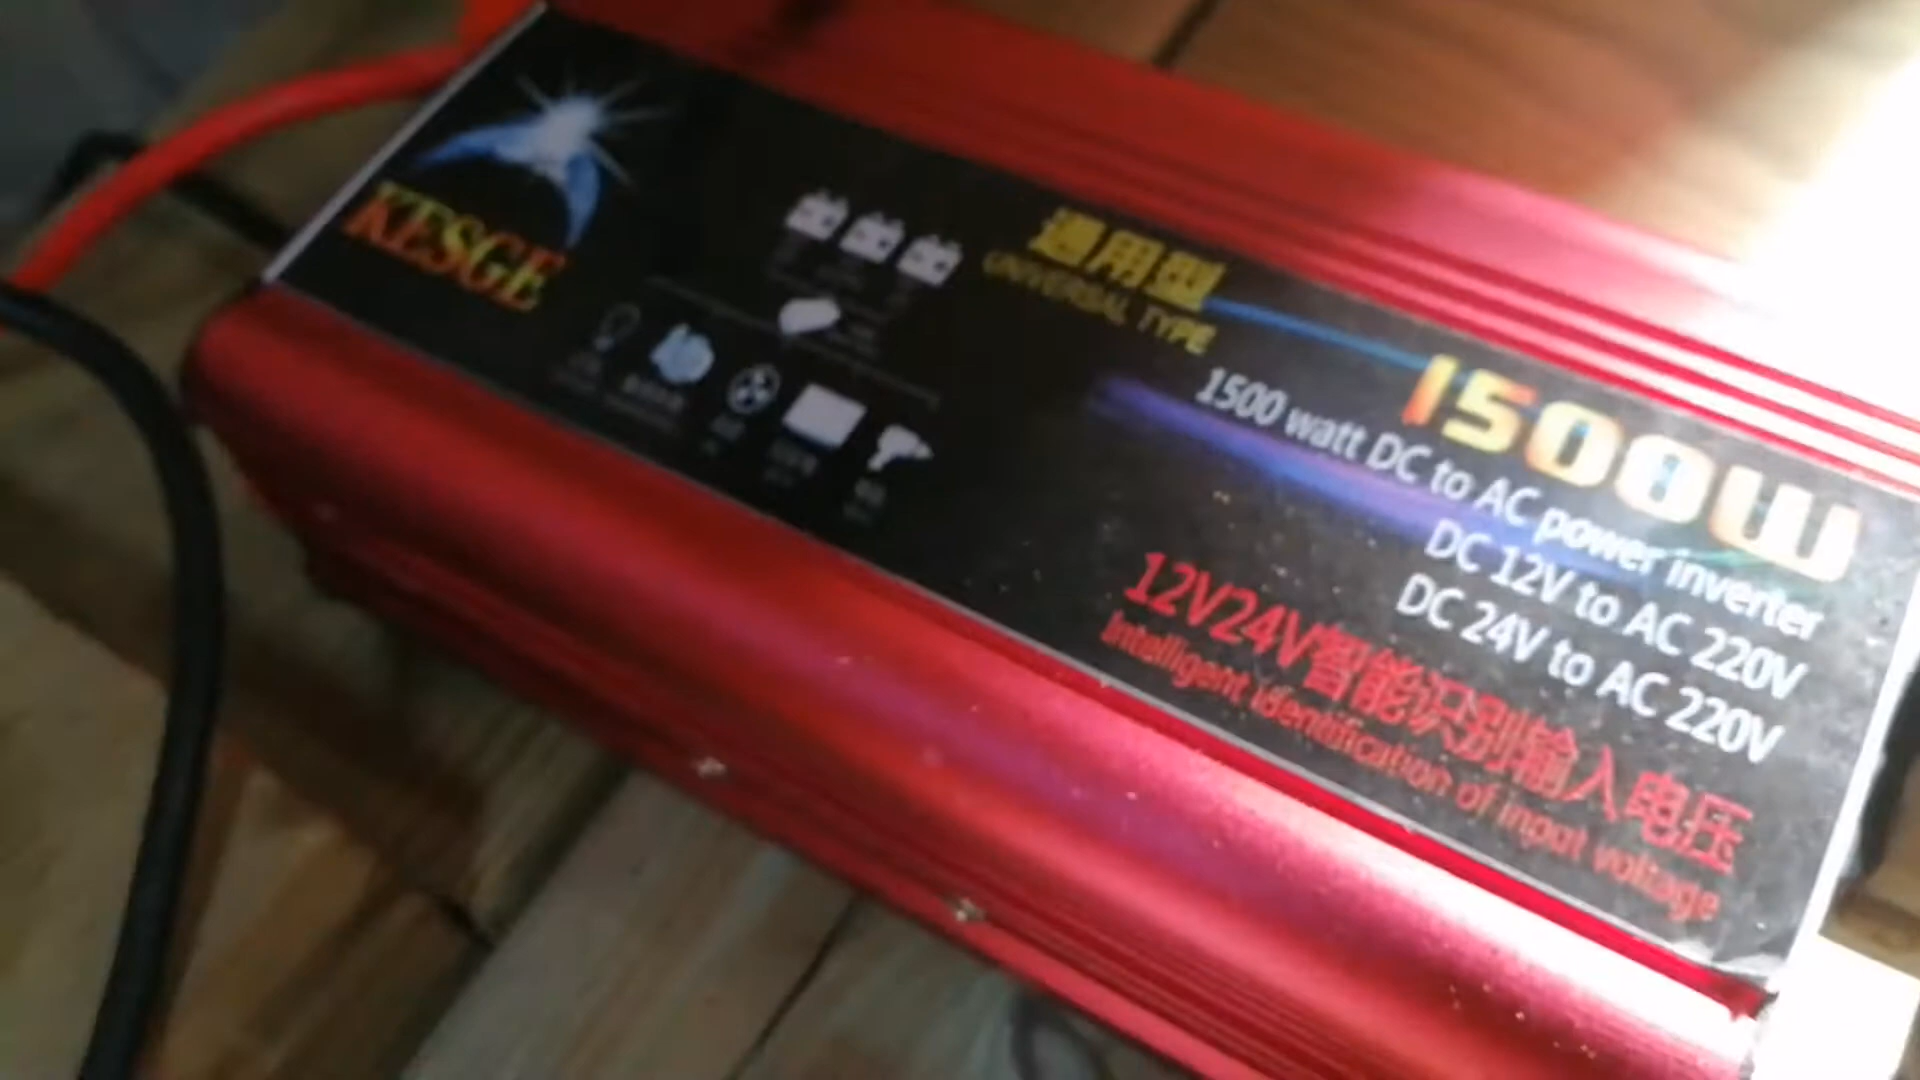 KESGE
通用型
UNIVERSAL TYPE
1500W
1500 watt DC to AC power inverter
DC 12V to AC 220V
DC 24V to AC 220V
12V24V智能识别输入电压
Intelligent identification of inpat voltage